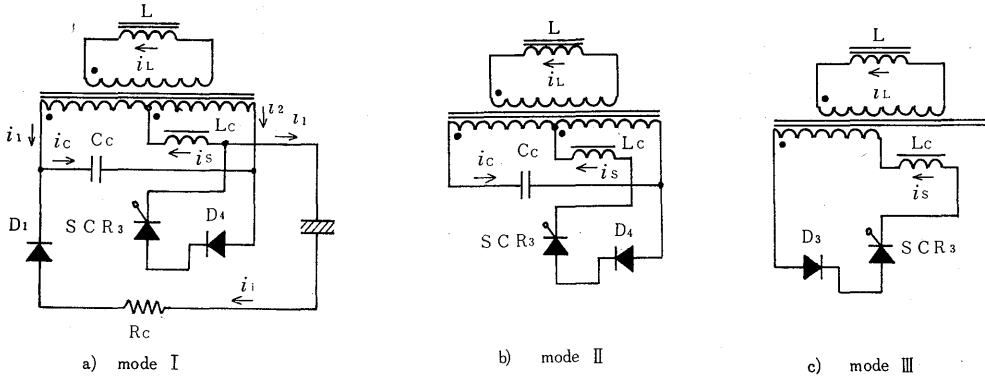 L
iL
i1
i2
i1
iC
CC
LC
iS
D1
SCR3
D4
ii
RC
a) mode I
L
iL
iC
CC
LC
iS
SCR3
D4
b) mode II
L
iL
LC
iS
D3
SCR3
c) mode III